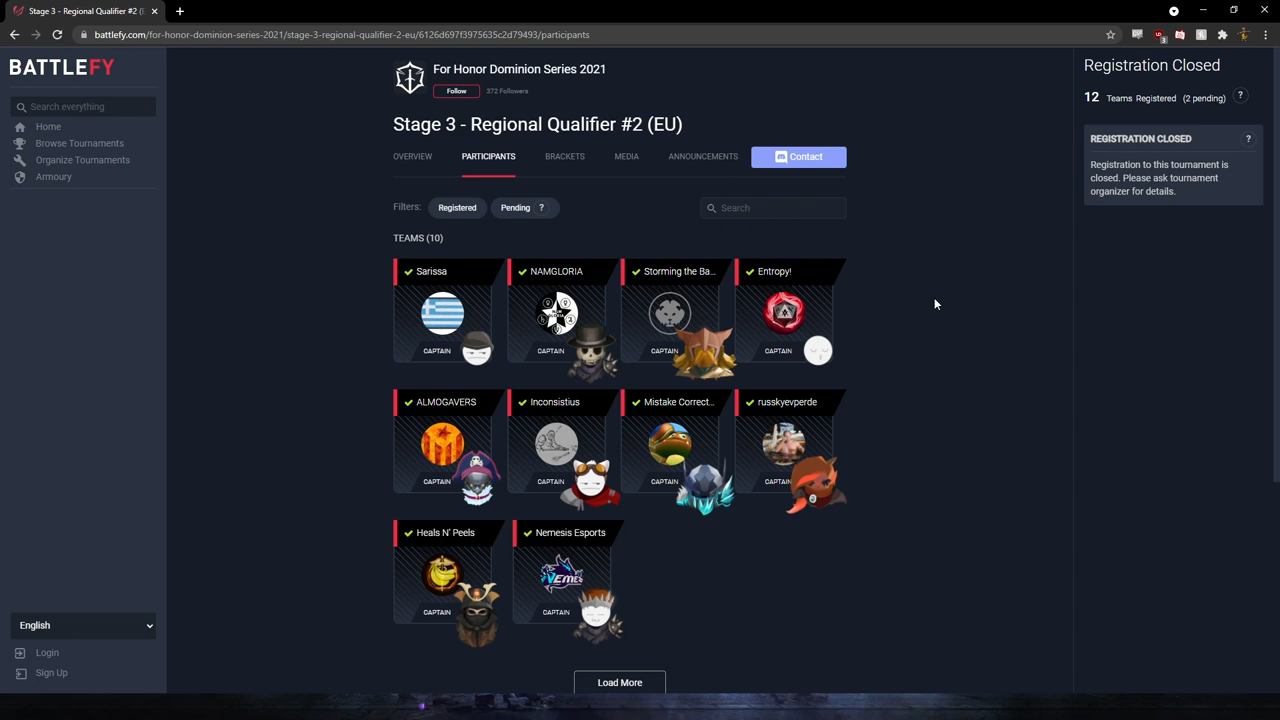 Stage 3 - Regional Qualifier #2 (E
battlefy.com/for-honor-dominion-series-2021/stage-3-regional-qualifier-2-eu/6126d697f3975635c2d79493/participants
BATTLEFY
Search everything
Home
Browse Tournaments
Organize Tournaments
Armoury
English
Login
Sign Up
For Honor Dominion Series 2021
Follow
372 Followers
Stage 3 - Regional Qualifier #2 (EU)
OVERVIEW PARTICIPANTS BRACKETS MEDIA ANNOUNCEMENTS Contact
Filters: Registered Pending ?
Search
TEAMS (10)
Sarissa NAMGLORIA Storming the Ba... Entropy!
CAPTAIN CAPTAIN CAPTAIN CAPTAIN
ALMOGAVERS Inconsistius Mistake Correct... russkyevperde
CAPTAIN CAPTAIN CAPTAIN CAPTAIN
Heals N' Peels Nemesis Esports
CAPTAIN CAPTAIN
Load More
Registration Closed
12 Teams Registered (2 pending) ?
REGISTRATION CLOSED ?
Registration to this tournament is
closed. Please ask tournament
organizer for details.